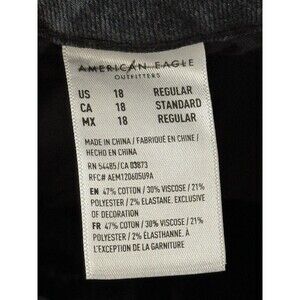 AMERICAN EAGLE
OUTFITTERS
US 18 REGULAR
CA 18 STANDARD
MX 18 REGULAR
MADE IN CHINA / FABRIQUÉ EN CHINE /
HECHO EN CHINA
RN 54485/CA 03873
RFC# AEM120605U9A
EN 47% COTTON / 30% VISCOSE / 21%
POLYESTER / 2% ELASTANE. EXCLUSIVE
OF DECORATION
FR 47% COTTON / 30% VISCOSE / 21%
POLYESTER / 2% ÉLASTHANNE. À
L'EXCEPTION DE LA GARNITURE